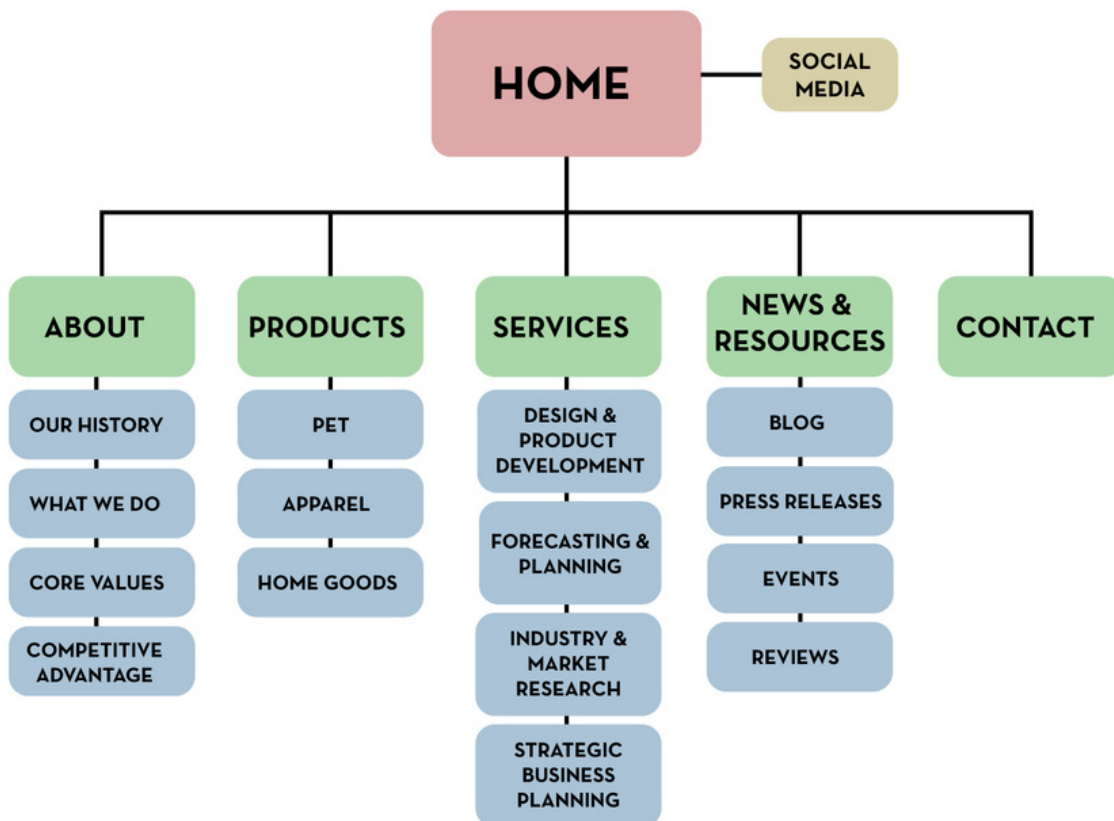 HOME
SOCIAL
MEDIA
ABOUT
PRODUCTS
SERVICES
NEWS &
RESOURCES
CONTACT
OUR HISTORY
WHAT WE DO
CORE VALUES
COMPETITIVE
ADVANTAGE
PET
APPAREL
HOME GOODS
DESIGN &
PRODUCT
DEVELOPMENT
FORECASTING &
PLANNING
INDUSTRY &
MARKET
RESEARCH
STRATEGIC
BUSINESS
PLANNING
BLOG
PRESS RELEASES
EVENTS
REVIEWS